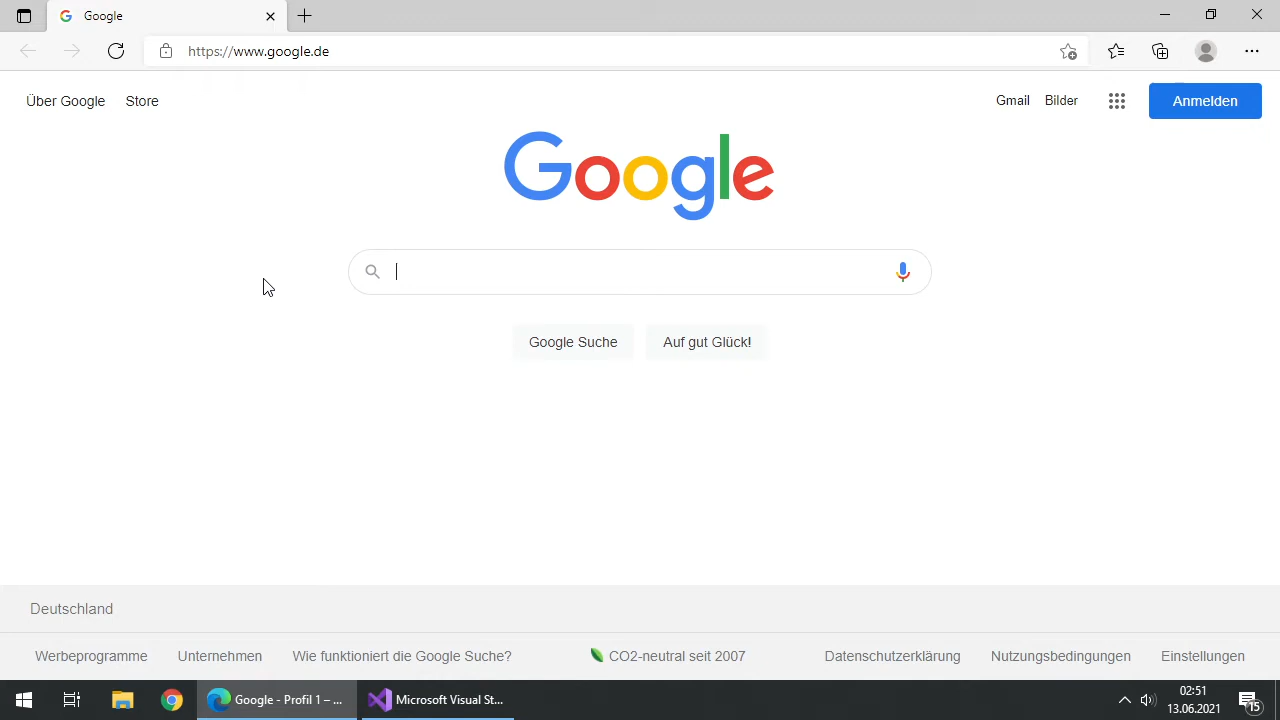 Google
https://www.google.de
Über Google Store
Gmail Bilder Anmelden
Google
Google Suche Auf gut Glück!
Deutschland
Werbeprogramme Unternehmen Wie funktioniert die Google Suche? CO2-neutral seit 2007 Datenschutzerklärung Nutzungsbedingungen Einstellungen
Google - Profil 1 – ... Microsoft Visual St... 02:51
13.06.2021 15